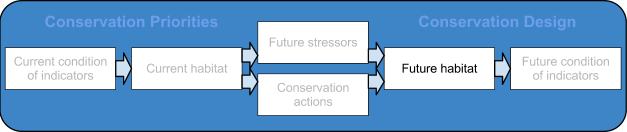 Conservation Priorities
Conservation Design
Current condition
of indicators
Current habitat
Future stressors
Conservation
actions
Future habitat
Future condition
of indicators